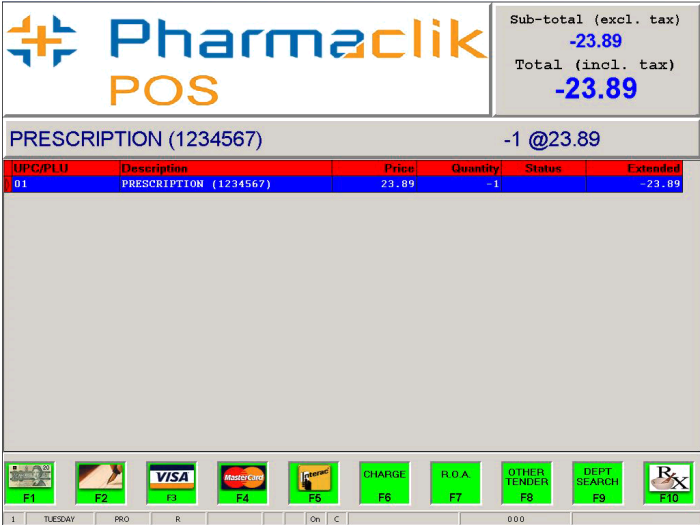 Pharmaclik
POS
Sub-total (excl. tax)
-23.89
Total (incl. tax)
-23.89
PRESCRIPTION (1234567) -1 @23.89
UPC/PLU Description Price Quantity Status Extended
01 PRESCRIPTION (1234567) 23.89 -1 -23.89
20 VISA MasterCard Interac CHARGE R.O.A. OTHER TENDER DEPT SEARCH Rx
F1 F2 F3 F4 F5 F6 F7 F8 F9 F10
1 TUESDAY PRO R On C 000